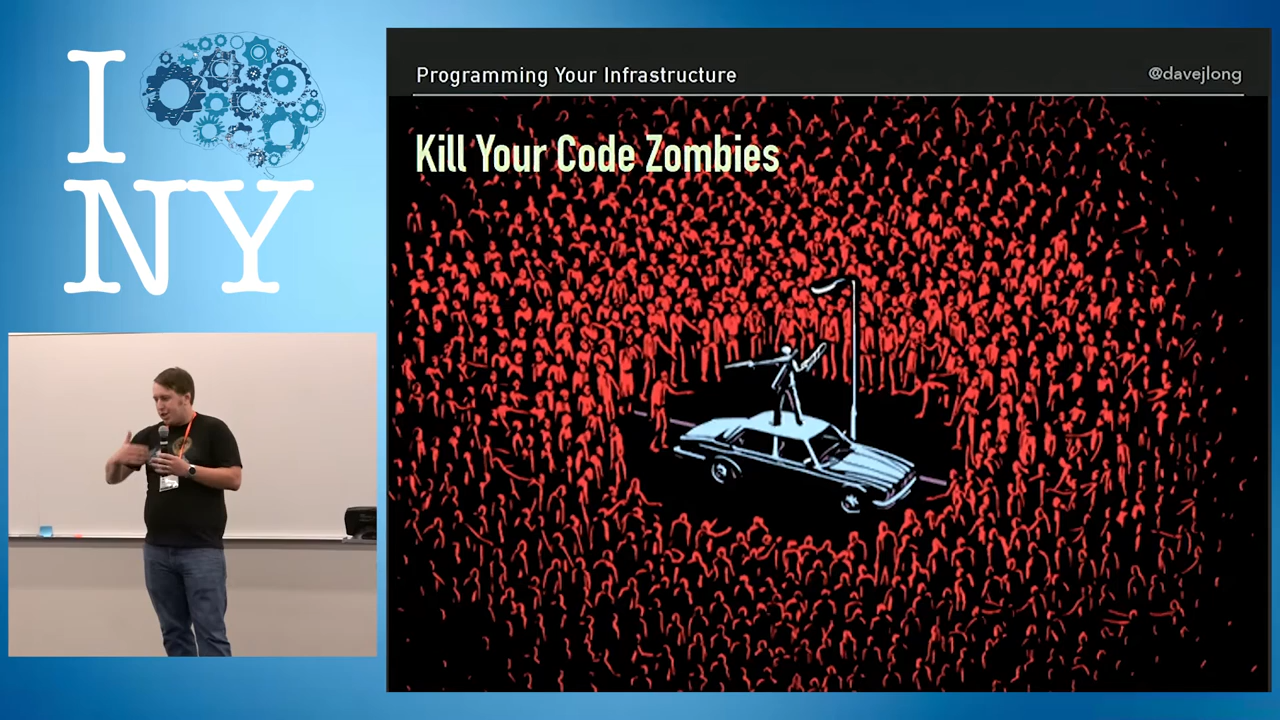 I
NY
Programming Your Infrastructure
@davejlong
Kill Your Code Zombies